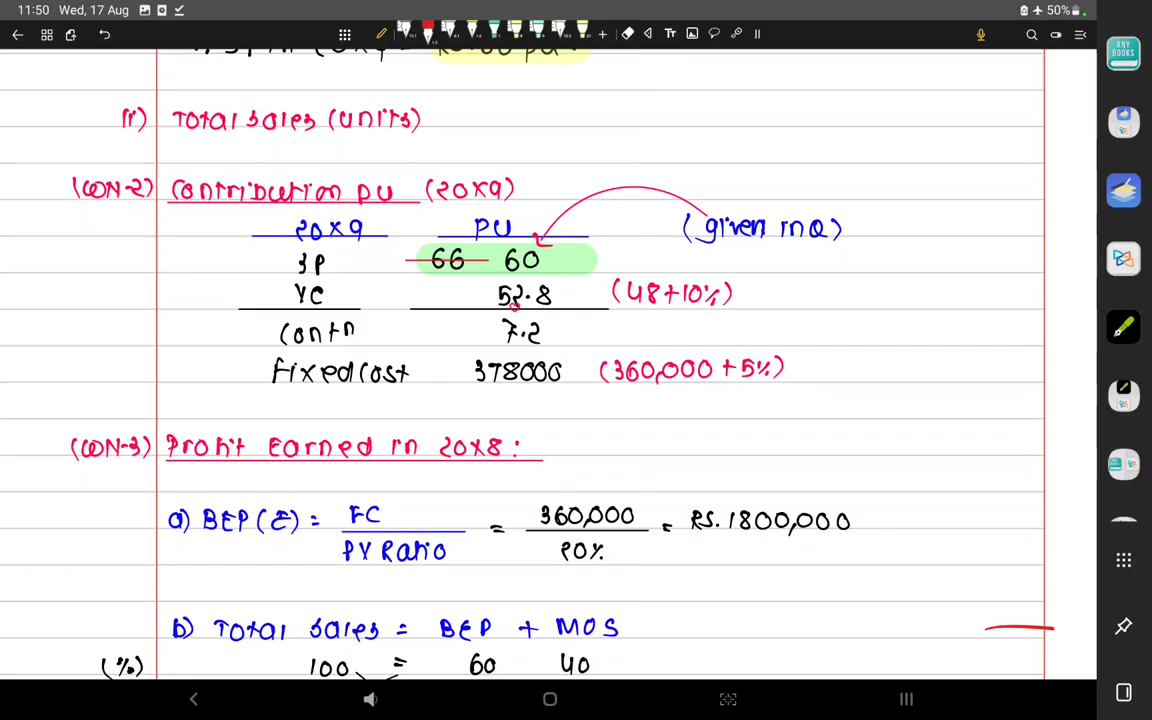 11:50 Wed, 17 Aug 50%
ii) Total Sales (units)
(WN-2) Contribution PU (20X9)
20X9 PU (given in Q)
SP 66 60
VC 52.8 (48+10%)
Contn 7.2
Fixed Cost 378000 (360,000 + 5%)
(WN-3) Profit Earned in 20X8:
a) BEP (₹) = FC / PV Ratio = 360,000 / 20% = RS. 1800,000
b) Total Sales = BEP + MOS
(%) 100 = 60 40